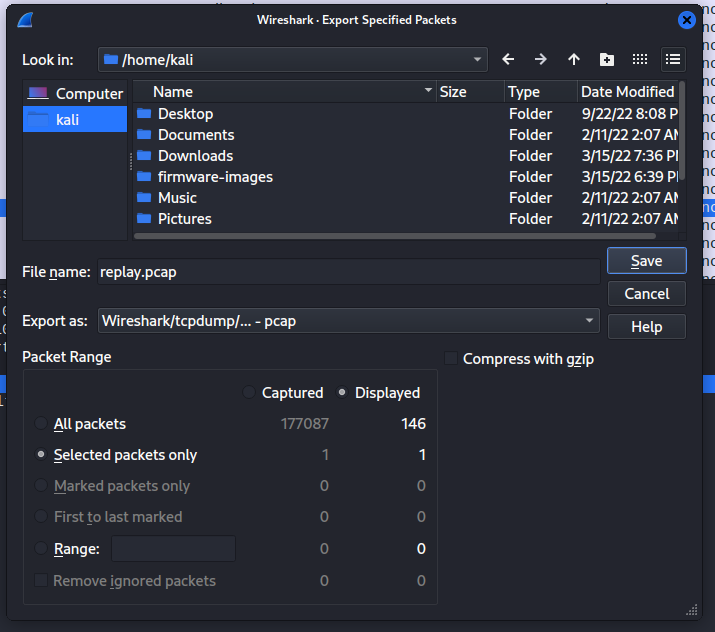 Wireshark · Export Specified Packets
Look in: /home/kali
Computer
kali
Name Size Type Date Modified
Desktop Folder 9/22/22 8:08 P
Documents Folder 2/11/22 2:07 AM
Downloads Folder 3/15/22 7:36 P
firmware-images Folder 3/15/22 6:39 P
Music Folder 2/11/22 2:07 AM
Pictures Folder 2/11/22 2:07 AM
File name: replay.pcap
Save
Export as: Wireshark/tcpdump/... - pcap
Cancel
Help
Packet Range
Compress with gzip
Captured Displayed
All packets 177087 146
Selected packets only 1 1
Marked packets only 0 0
First to last marked 0 0
Range: 0 0
Remove ignored packets 0 0